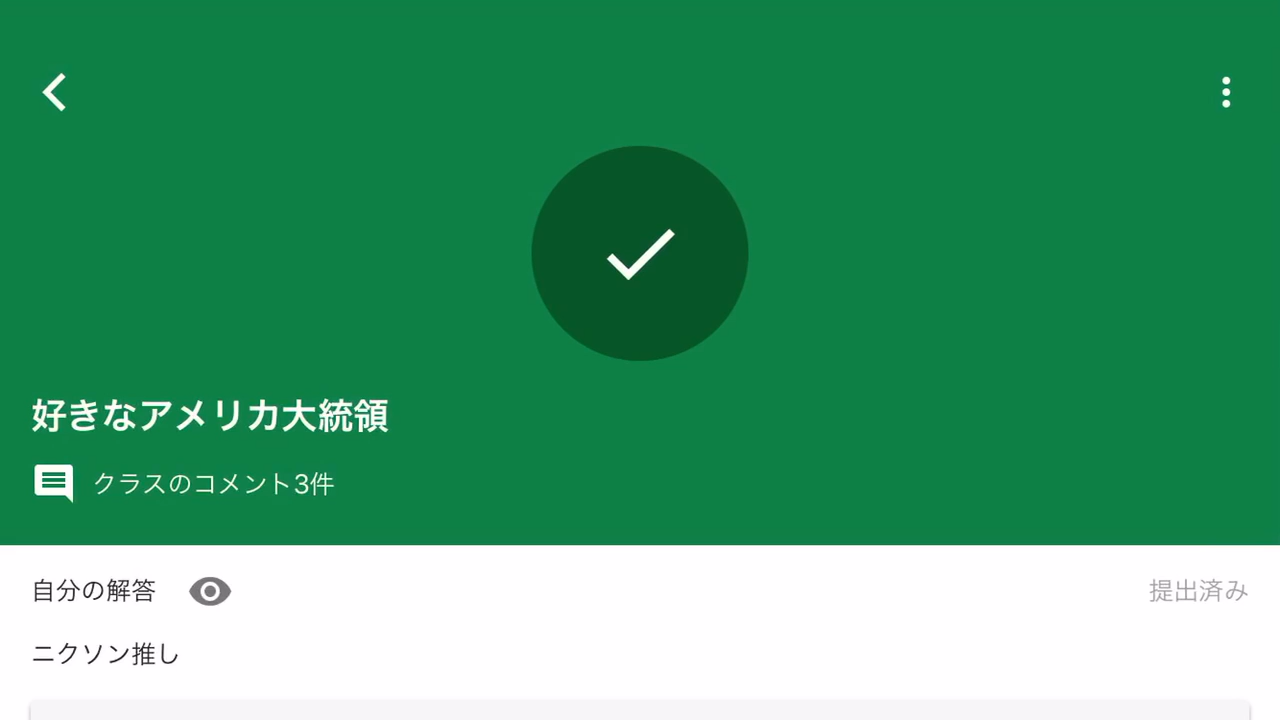 好きなアメリカ大統領
クラスのコメント3件
自分の解答
提出済み
ニクソン推し